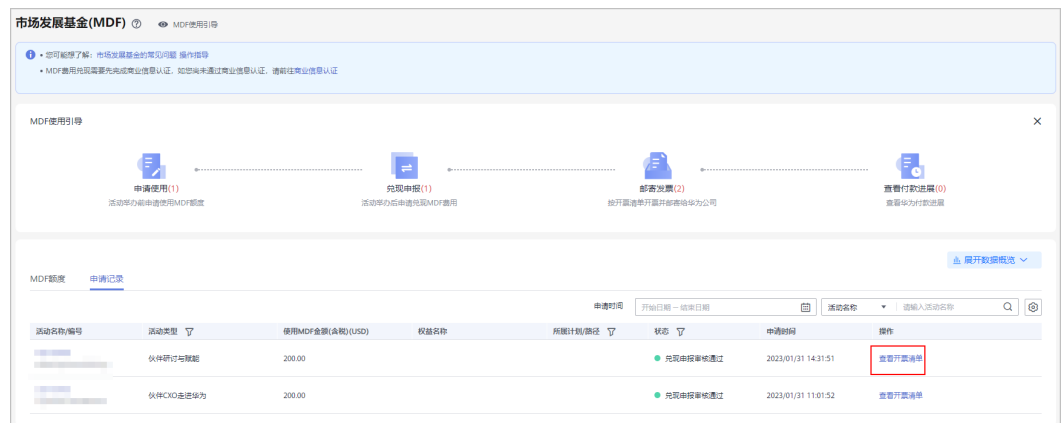 市场发展基金(MDF) MDF使用引导
• 您可能想了解：市场发展基金的常见问题 操作指导
• MDF费用兑现需要先完成商业信息认证，如您尚未通过商业信息认证，请前往商业信息认证
MDF使用引导
申请使用(1) 兑现申报(1) 邮寄发票(2) 查看付款进展(0)
活动举办前申请使用MDF额度 活动举办后申请兑现MDF费用 按开票清单开票并邮寄给华为公司 查看华为付款进展
展开数据概览
MDF额度 申请记录
申请时间 开始日期 – 结束日期 活动名称 请输入活动名称
活动名称/编号 活动类型 使用MDF金额(含税)(USD) 权益名称 所属计划/路径 状态 申请时间 操作
伙伴研讨与赋能 200.00 兑现申报审核通过 2023/01/31 14:31:51 查看开票清单
伙伴CXO走进华为 200.00 兑现申报审核通过 2023/01/31 11:01:52 查看开票清单